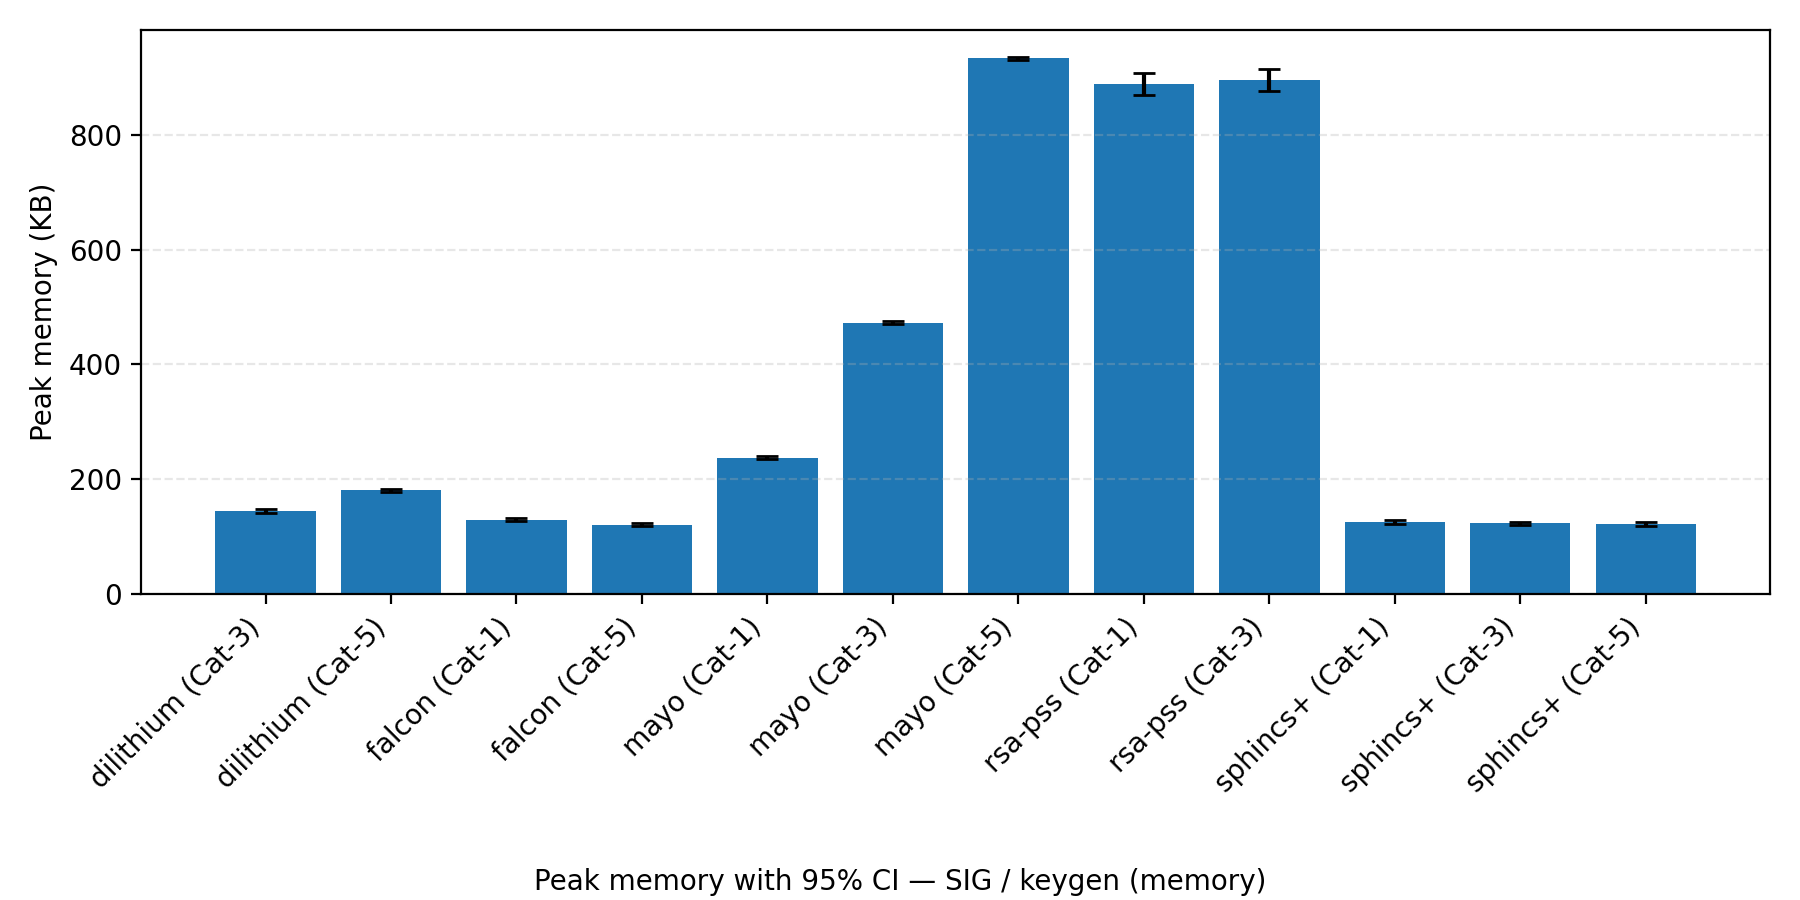 Peak memory (KB)
800
600
400
200
0
dilithium (Cat-3)
dilithium (Cat-5)
falcon (Cat-1)
falcon (Cat-5)
mayo (Cat-1)
mayo (Cat-3)
mayo (Cat-5)
rsa-pss (Cat-1)
rsa-pss (Cat-3)
sphincs+ (Cat-1)
sphincs+ (Cat-3)
sphincs+ (Cat-5)
Peak memory with 95% CI — SIG / keygen (memory)